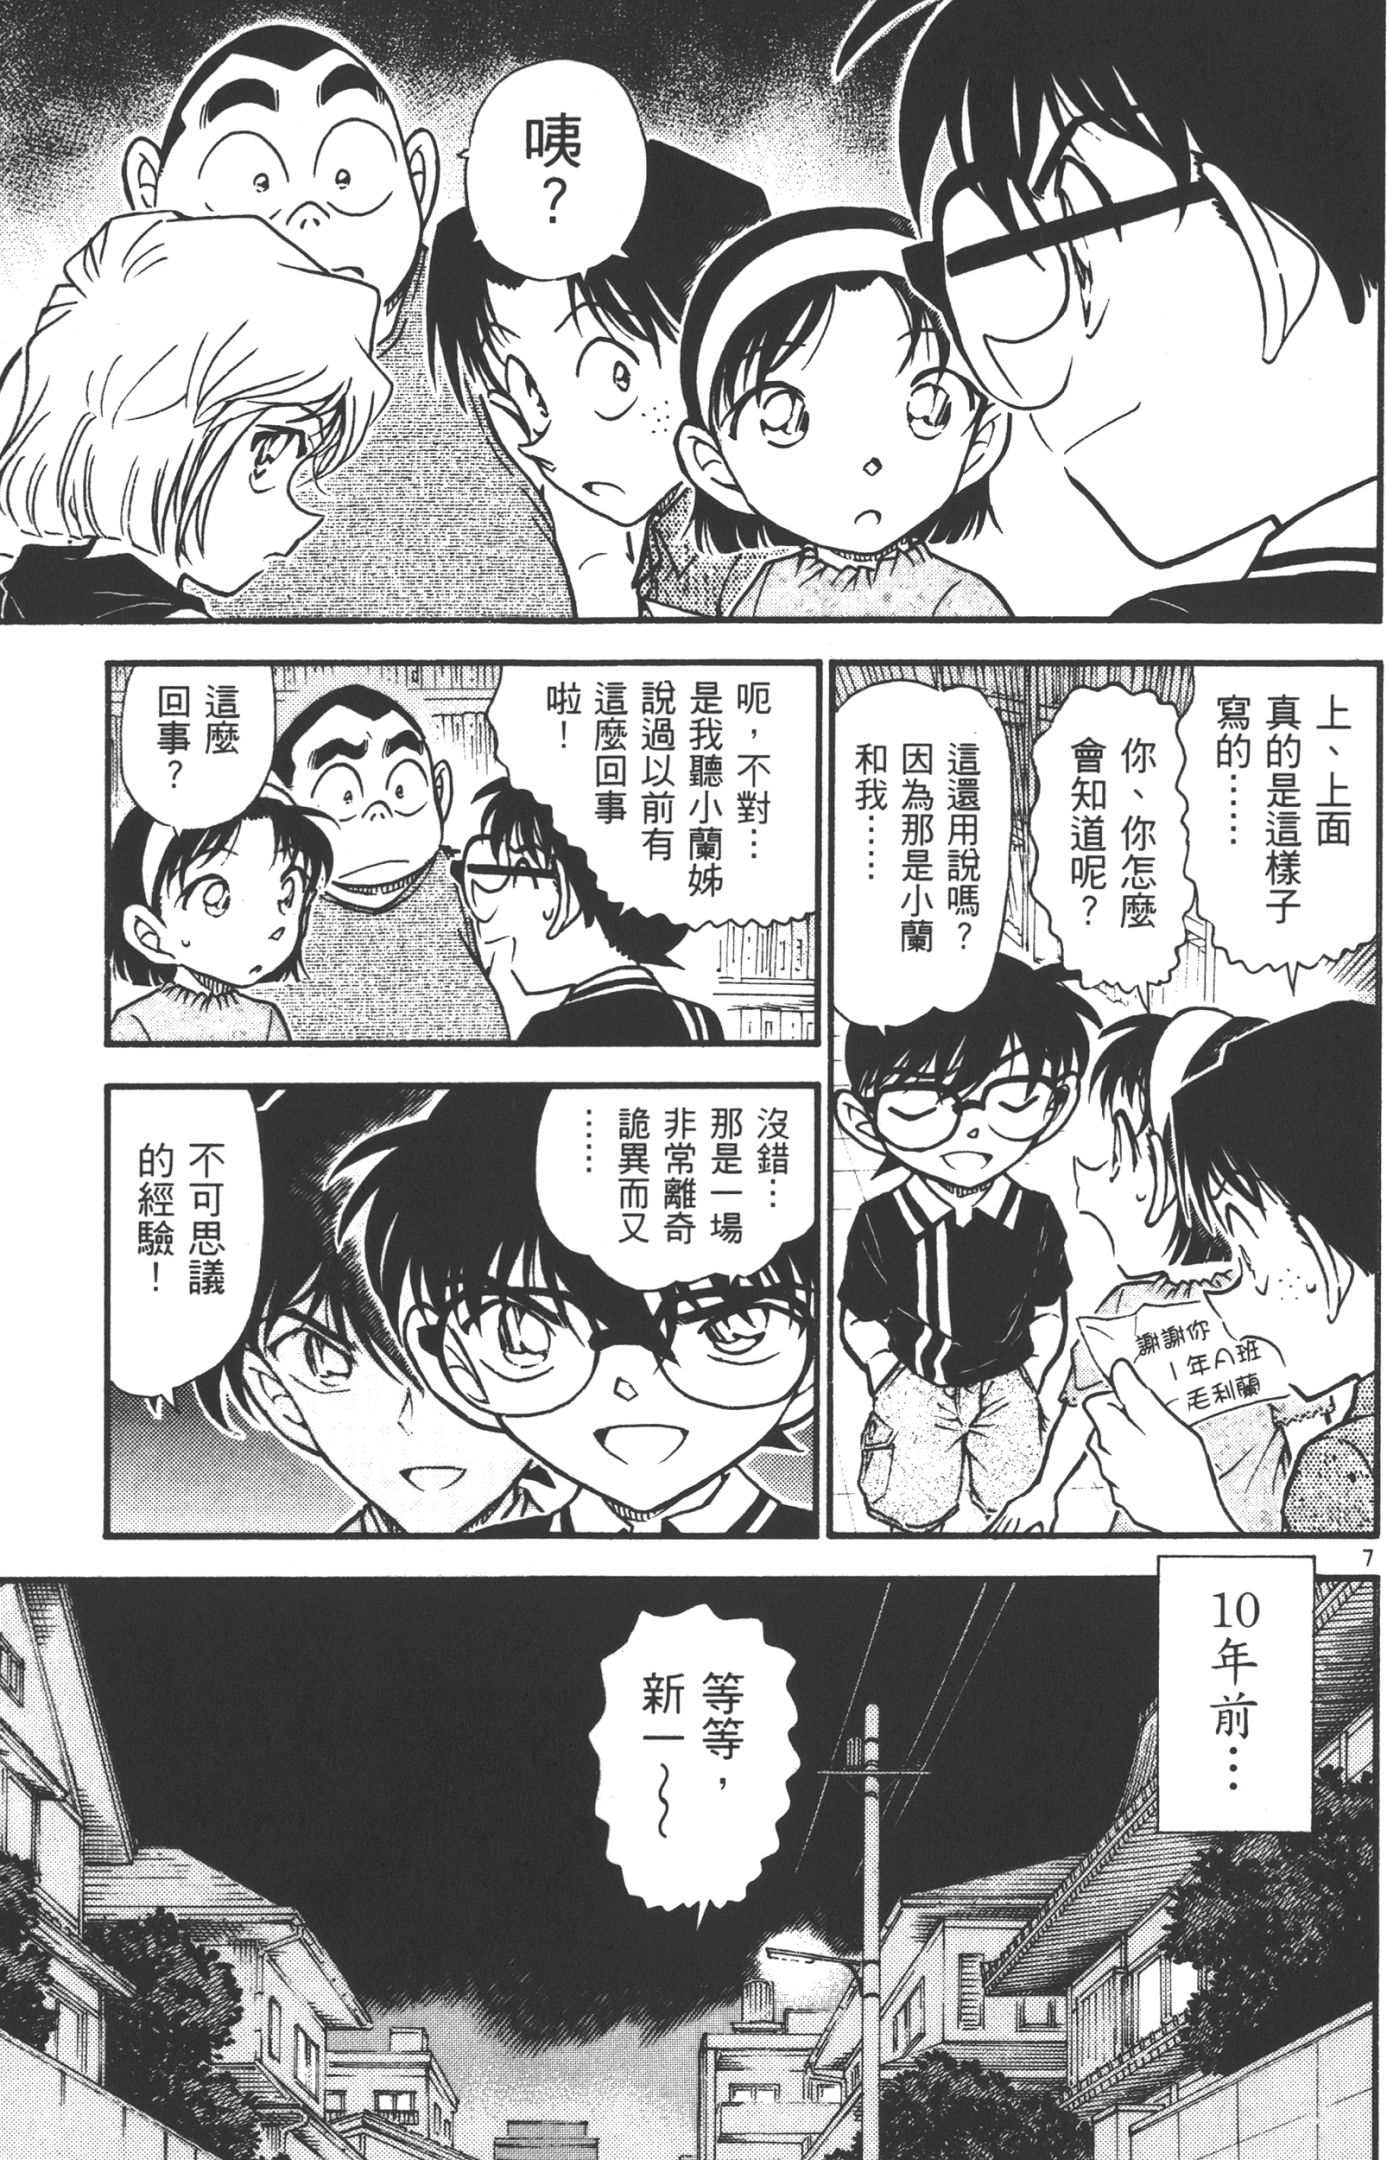 咦?
上、上面
真的是這樣子
寫的……
你、你怎麼
會知道呢?
這還用說嗎?
因為那是小蘭
和我……
謝謝你
1年A班
毛利蘭
呃,不對…
是我聽小蘭姊
說過以前有
這麼回事
啦!
這麼
回事?
沒錯…
那是一場
非常離奇
詭異而又
……
不可思議
的經驗!
7
10年前…
等等,
新一~~